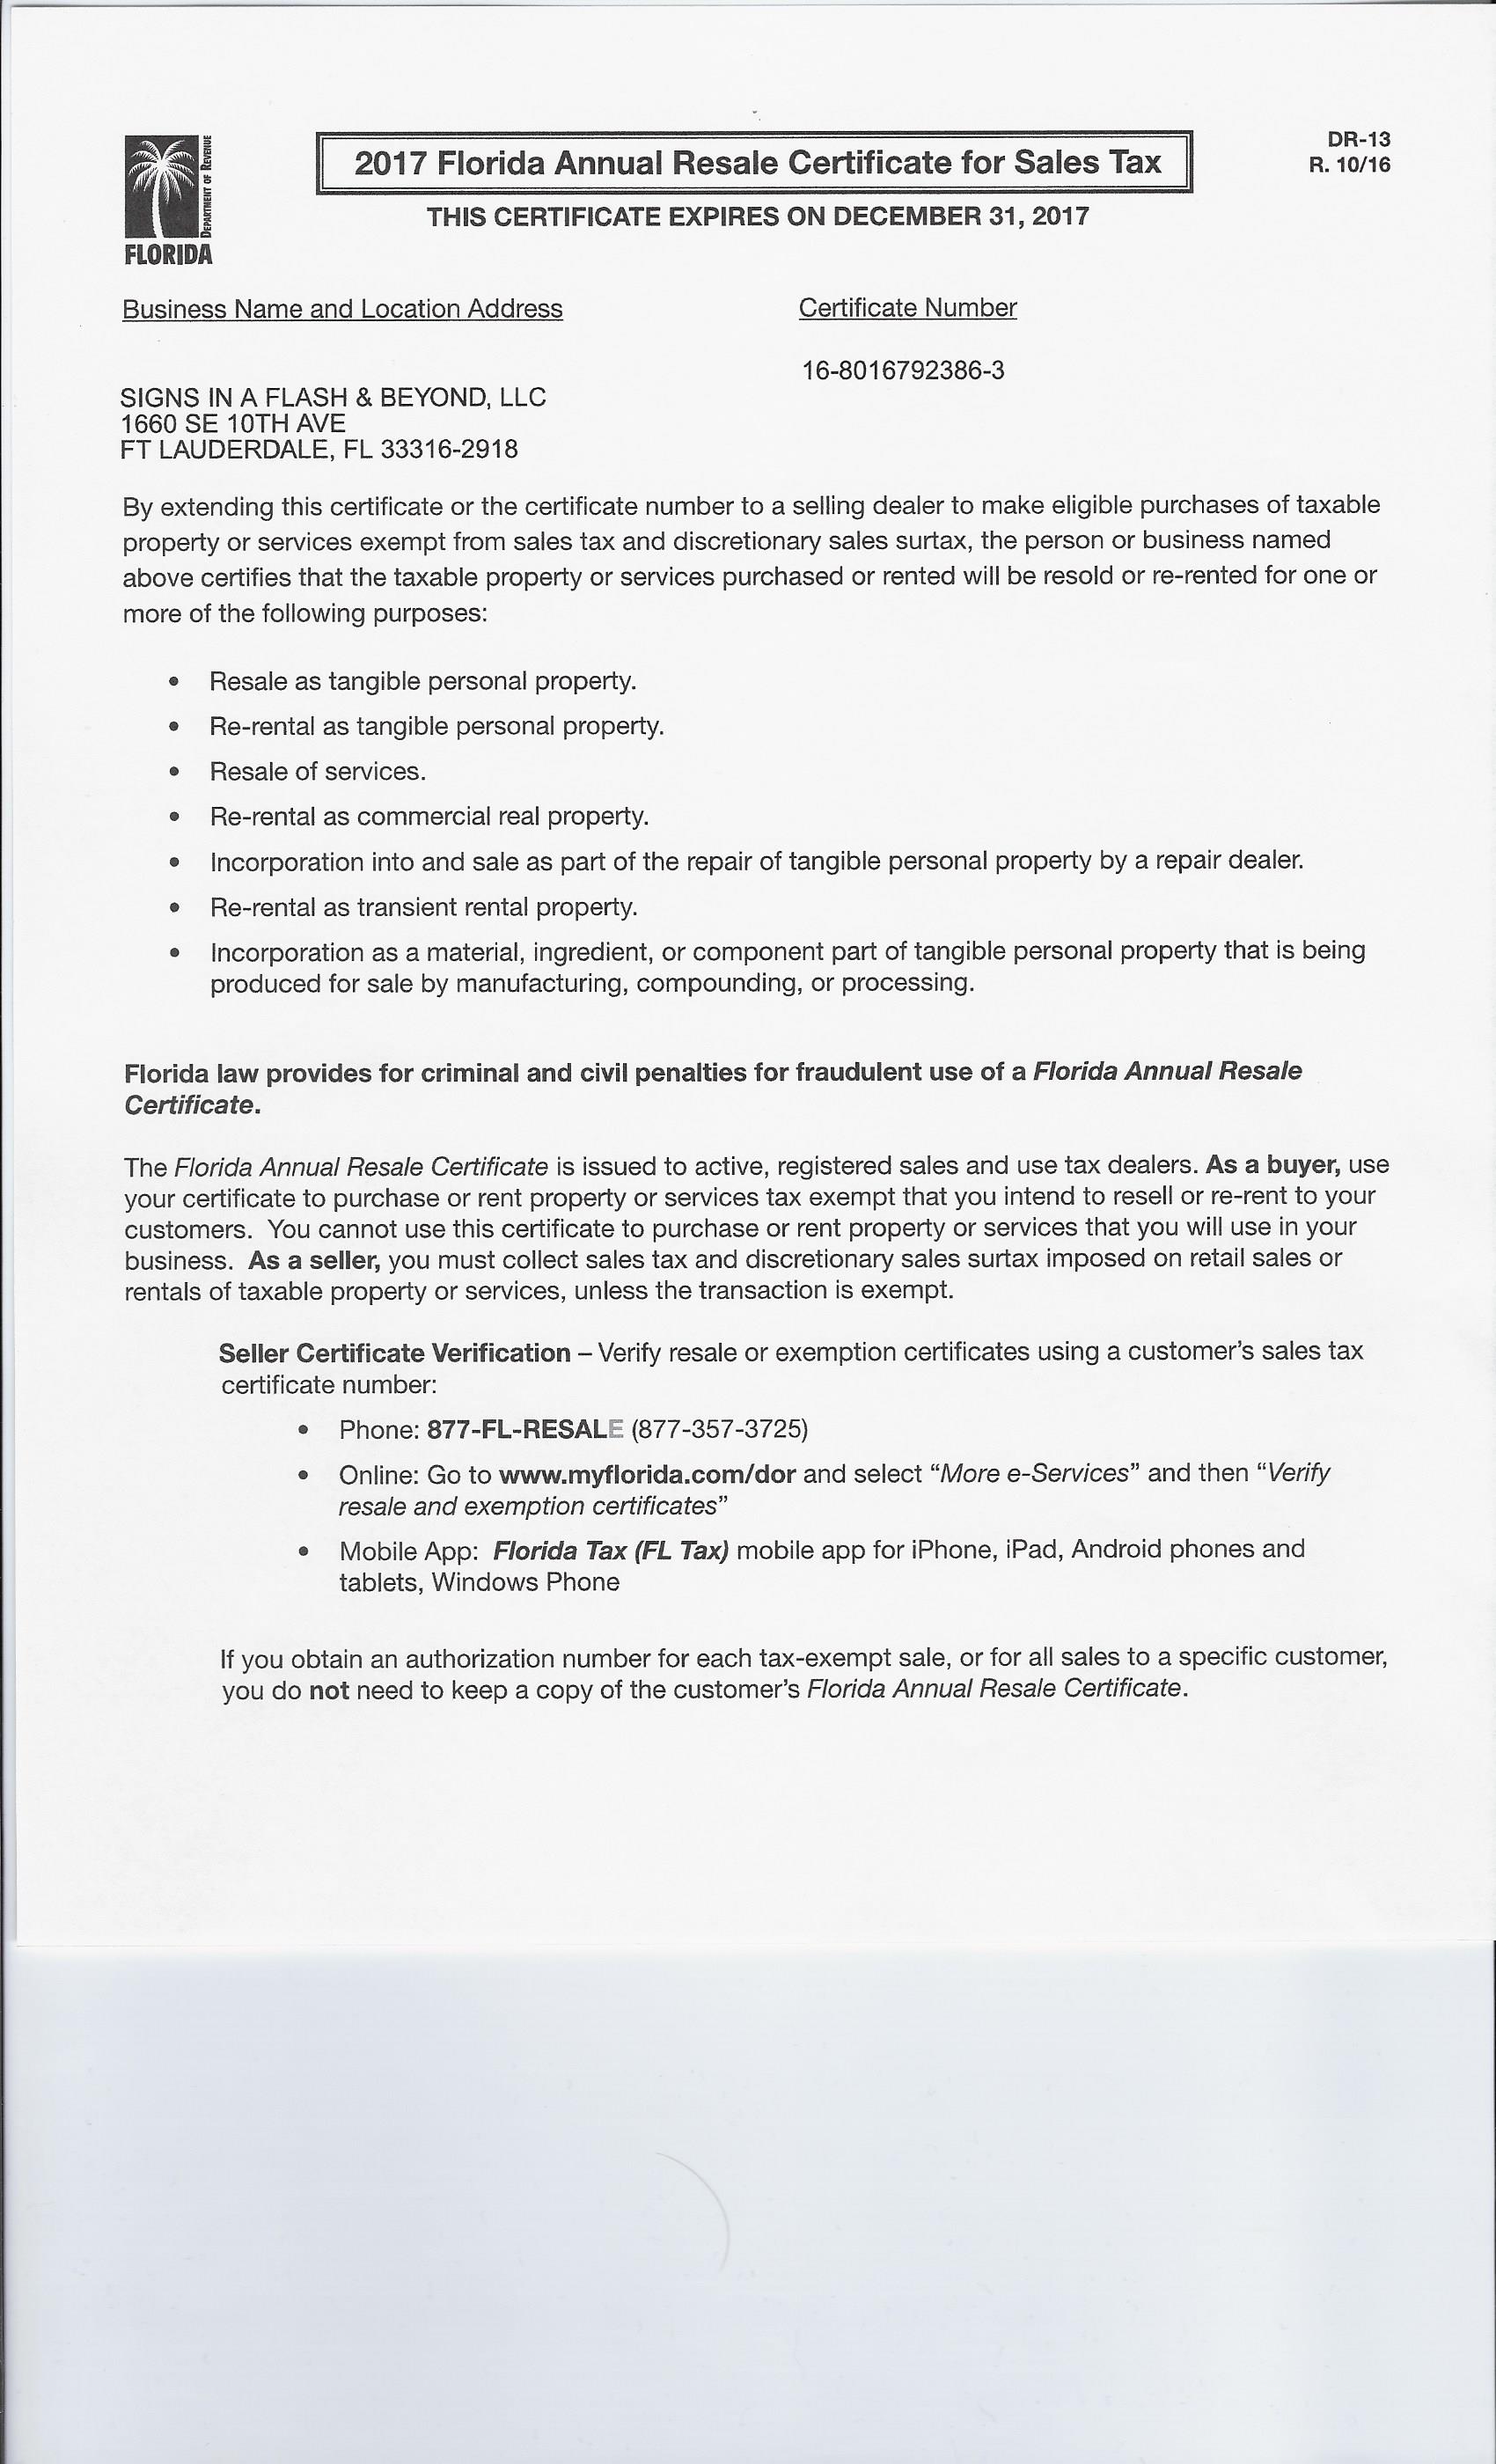 DEPARTMENT OF REVENUE
FLORIDA
2017 Florida Annual Resale Certificate for Sales Tax
DR-13
R. 10/16
THIS CERTIFICATE EXPIRES ON DECEMBER 31, 2017
Business Name and Location Address
Certificate Number
16-8016792386-3
SIGNS IN A FLASH & BEYOND, LLC
1660 SE 10TH AVE
FT LAUDERDALE, FL 33316-2918
By extending this certificate or the certificate number to a selling dealer to make eligible purchases of taxable
property or services exempt from sales tax and discretionary sales surtax, the person or business named
above certifies that the taxable property or services purchased or rented will be resold or re-rented for one or
more of the following purposes:
• Resale as tangible personal property.
• Re-rental as tangible personal property.
• Resale of services.
• Re-rental as commercial real property.
• Incorporation into and sale as part of the repair of tangible personal property by a repair dealer.
• Re-rental as transient rental property.
• Incorporation as a material, ingredient, or component part of tangible personal property that is being
produced for sale by manufacturing, compounding, or processing.
Florida law provides for criminal and civil penalties for fraudulent use of a Florida Annual Resale
Certificate.
The Florida Annual Resale Certificate is issued to active, registered sales and use tax dealers. As a buyer, use
your certificate to purchase or rent property or services tax exempt that you intend to resell or re-rent to your
customers. You cannot use this certificate to purchase or rent property or services that you will use in your
business. As a seller, you must collect sales tax and discretionary sales surtax imposed on retail sales or
rentals of taxable property or services, unless the transaction is exempt.
Seller Certificate Verification – Verify resale or exemption certificates using a customer's sales tax
certificate number:
• Phone: 877-FL-RESALE (877-357-3725)
• Online: Go to www.myflorida.com/dor and select “More e-Services” and then “Verify
resale and exemption certificates”
• Mobile App: Florida Tax (FL Tax) mobile app for iPhone, iPad, Android phones and
tablets, Windows Phone
If you obtain an authorization number for each tax-exempt sale, or for all sales to a specific customer,
you do not need to keep a copy of the customer's Florida Annual Resale Certificate.